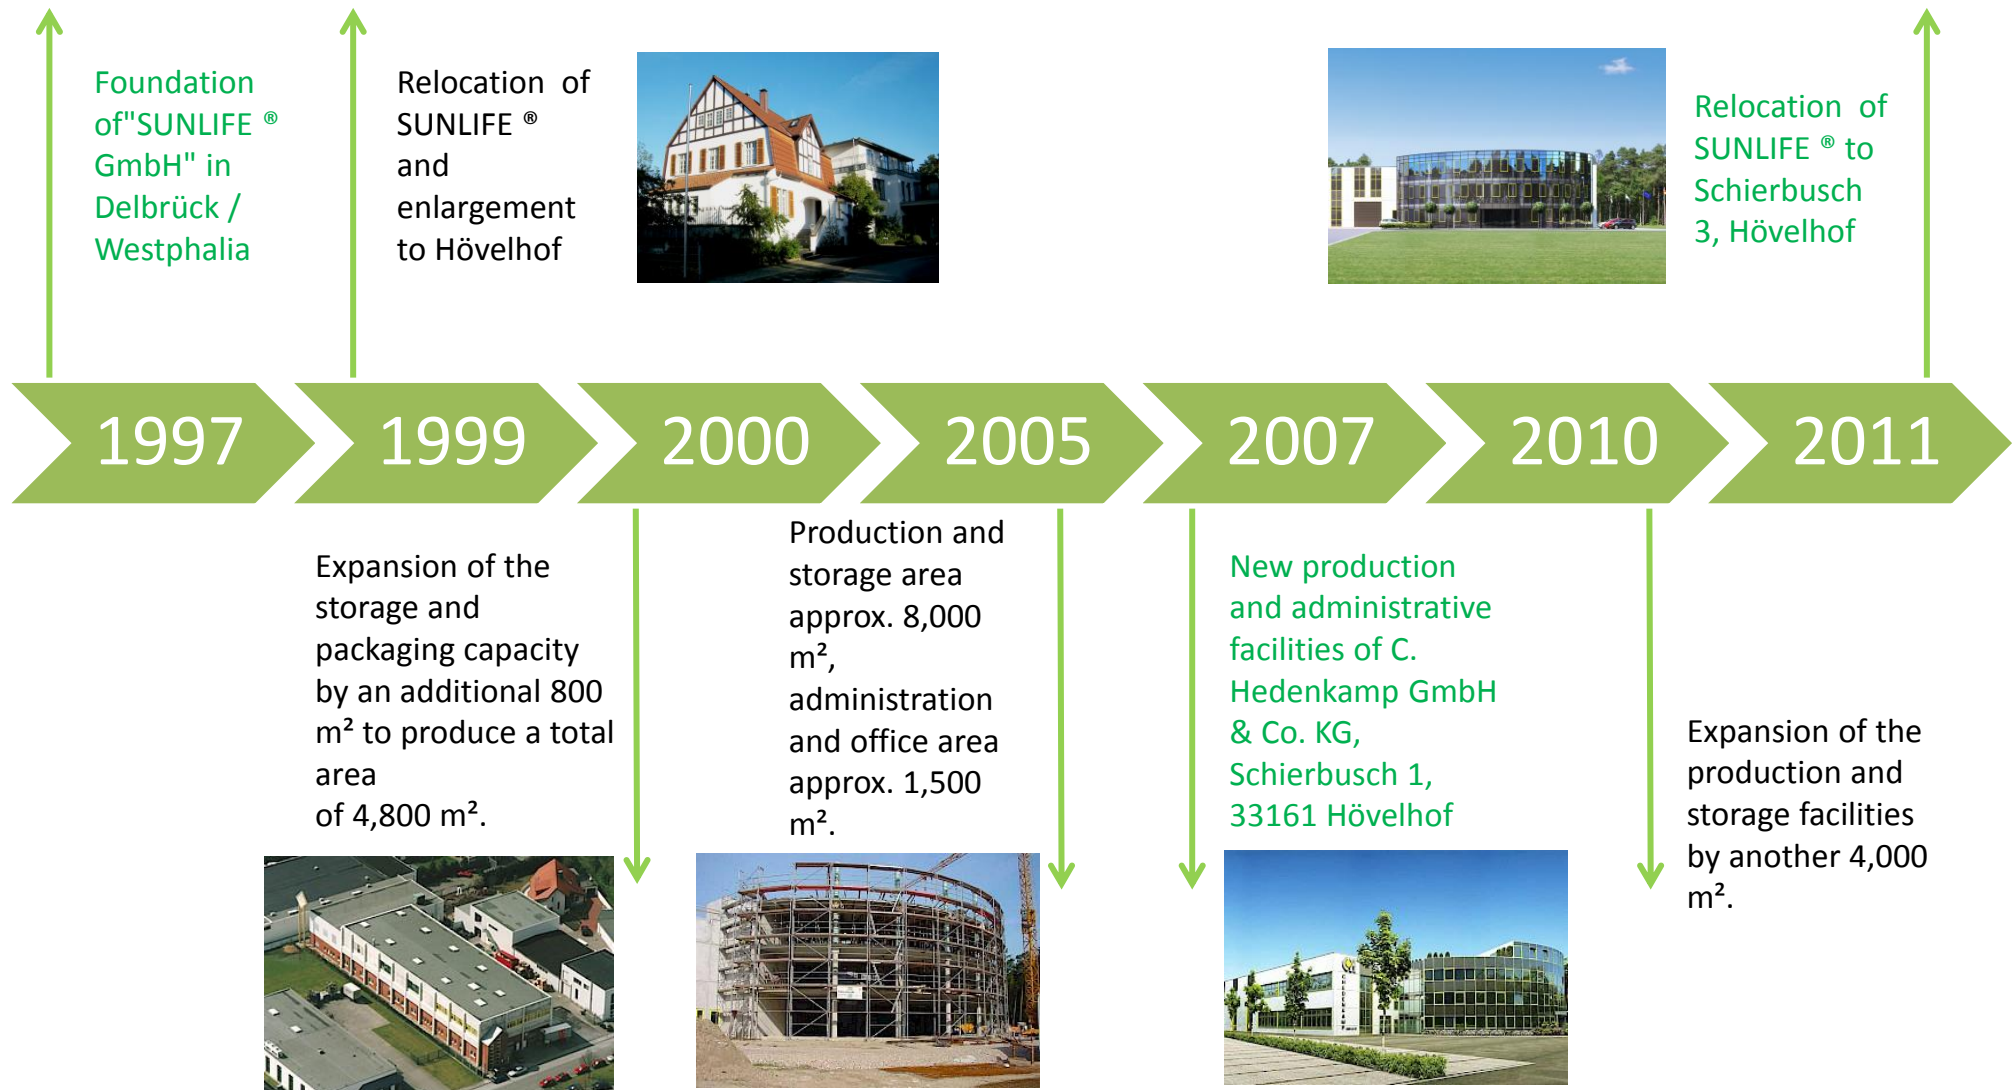 Foundation
of"SUNLIFE ®
GmbH" in
Delbrück /
Westphalia
Relocation of
SUNLIFE ®
and
enlargement
to Hövelhof
Relocation of
SUNLIFE ® to
Schierbusch
3, Hövelhof
1997
1999
2000
2005
2007
2010
2011
Expansion of the
storage and
packaging capacity
by an additional 800
m² to produce a total
area
of 4,800 m².
Production and
storage area
approx. 8,000
m²,
administration
and office area
approx. 1,500
m².
New production
and administrative
facilities of C.
Hedenkamp GmbH
& Co. KG,
Schierbusch 1,
33161 Hövelhof
Expansion of the
production and
storage facilities
by another 4,000
m².